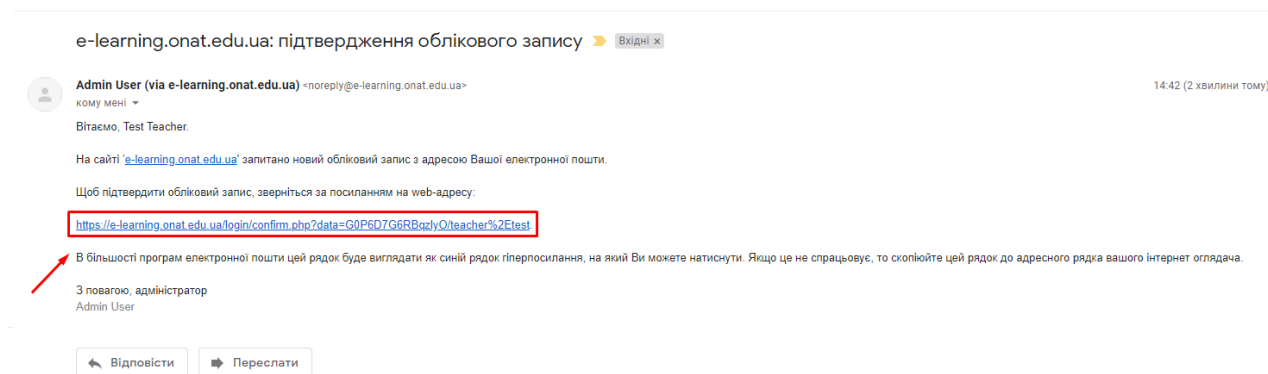 e-learning.onat.edu.ua: підтвердження облікового запису Вхідні x
Admin User (via e-learning.onat.edu.ua) <noreply@e-learning.onat.edu.ua> 14:42 (2 хвилини тому)
кому мені
Вітаємо, Test Teacher.
На сайті 'e-learning.onat.edu.ua' запитано новий обліковий запис з адресою Вашої електронної пошти.
Щоб підтвердити обліковий запис, зверніться за посиланням на web-адресу:
https://e-learning.onat.edu.ua/login/confirm.php?data=G0P6D7G6RBqzlyO/teacher%2Etest.
В більшості програм електронної пошти цей рядок буде виглядати як синій рядок гіперпосилання, на який Ви можете натиснути. Якщо це не спрацьовує, то скопіюйте цей рядок до адресного рядка вашого інтернет оглядача.
З повагою, адміністратор
Admin User
Відповісти Переслати